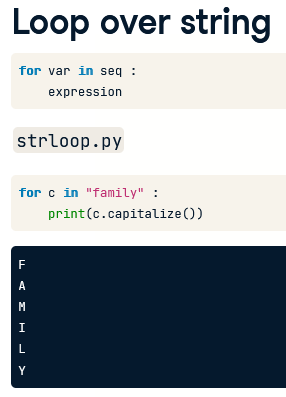 Loop over string
for var in seq :
    expression
strloop.py
for c in "family" :
    print(c.capitalize())
F
A
M
I
L
Y